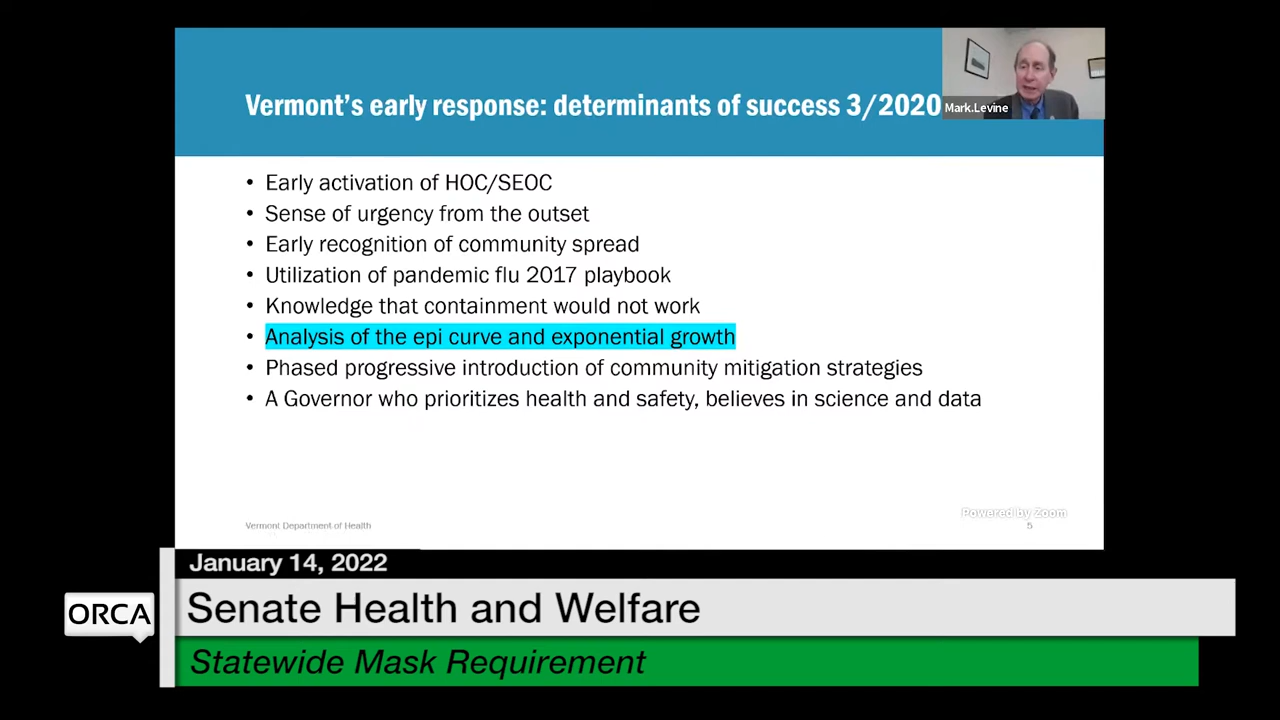 Vermont's early response: determinants of success 3/2020
Mark.Levine
• Early activation of HOC/SEOC
• Sense of urgency from the outset
• Early recognition of community spread
• Utilization of pandemic flu 2017 playbook
• Knowledge that containment would not work
• Analysis of the epi curve and exponential growth
• Phased progressive introduction of community mitigation strategies
• A Governor who prioritizes health and safety, believes in science and data
Powered by Zoom
Vermont Department of Health
5
January 14, 2022
ORCA
Senate Health and Welfare
Statewide Mask Requirement